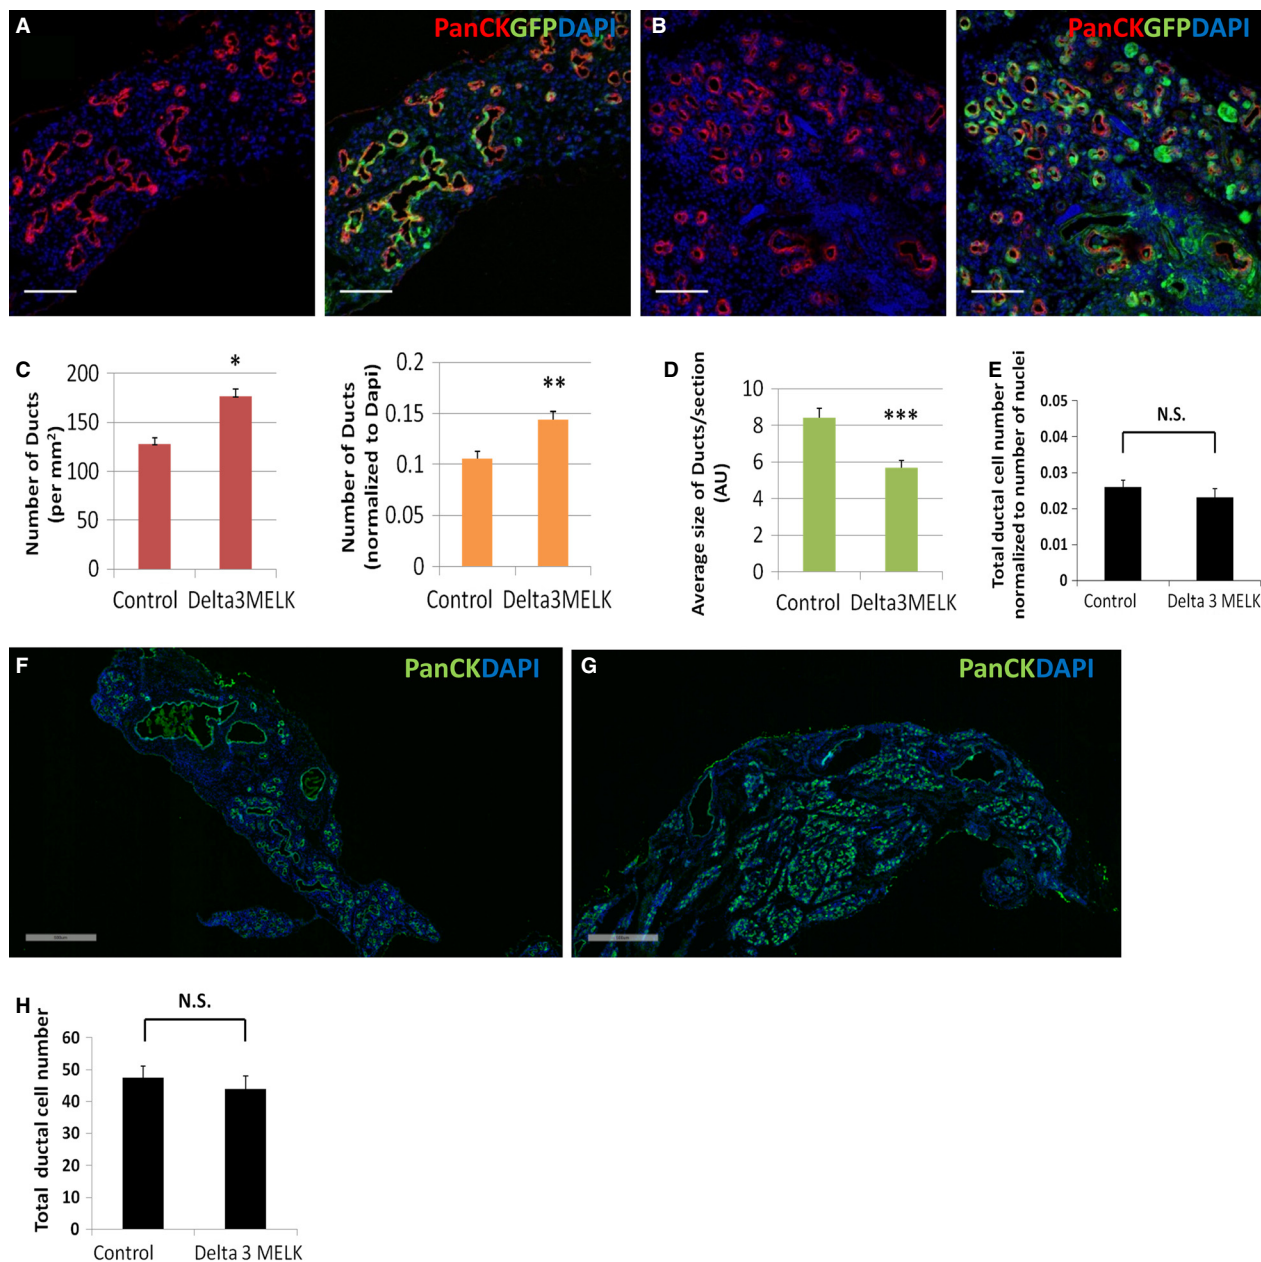 A
PanCKGFPDAPI
B
PanCKGFPDAPI
C
Number of Ducts
(per mm²)
200
150
100
50
0
*
Control Delta3MELK
Number of Ducts
(normalized to Dapi)
0.2
0.15
0.1
0.05
0
**
Control Delta3MELK
D
Average size of Ducts/section
(AU)
10
8
6
4
2
0
***
Control Delta3MELK
E
Total ductal cell number
normalized to number of nuclei
0.05
0.04
0.03
0.02
0.01
0
N.S.
Control Delta 3 MELK
F
PanCKDAPI
G
PanCKDAPI
H
Total ductal cell number
60
50
40
30
20
10
0
N.S.
Control Delta 3 MELK